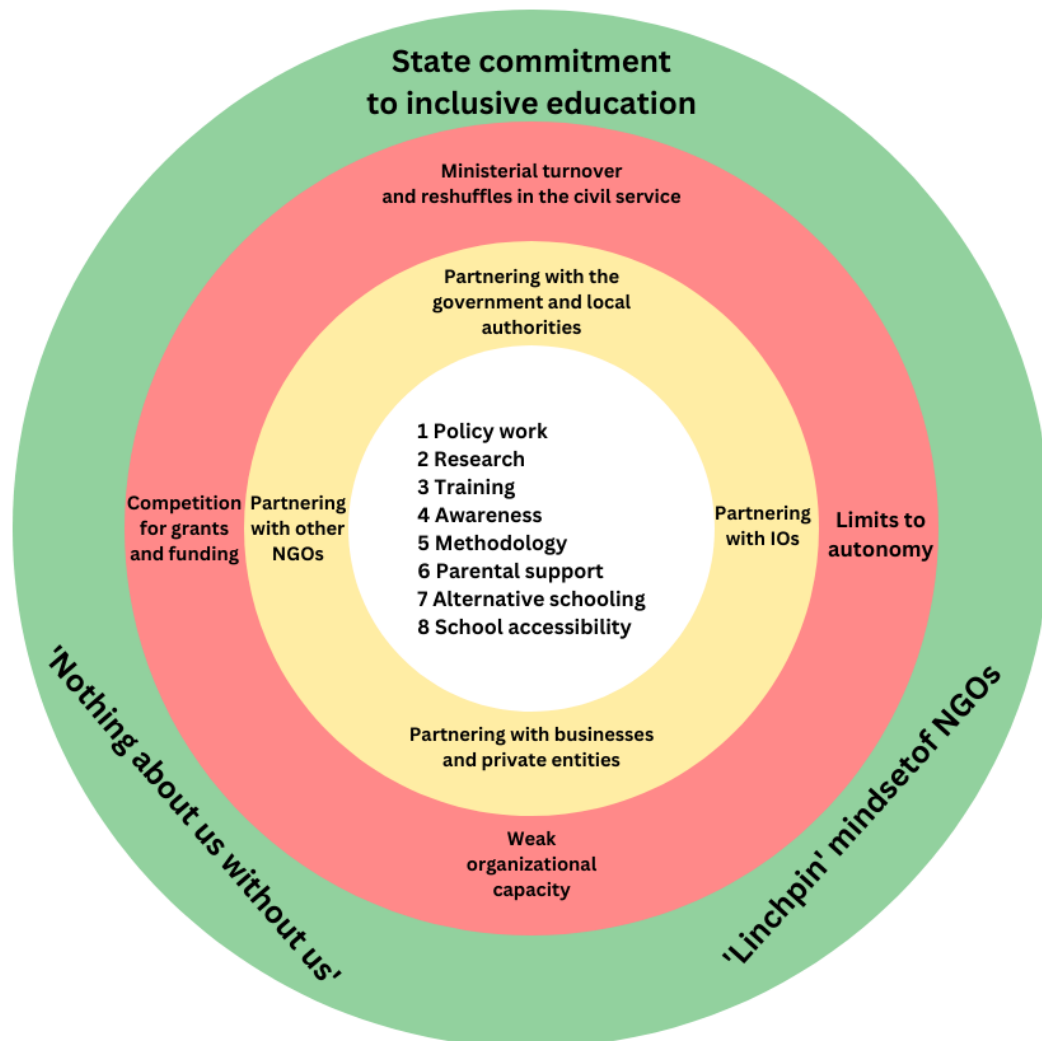 State commitment
to inclusive education
Ministerial turnover
and reshuffles in the civil service
Partnering with the
government and local
authorities
1 Policy work
2 Research
3 Training
4 Awareness
5 Methodology
6 Parental support
7 Alternative schooling
8 School accessibility
Competition
for grants
and funding
Partnering
with other
NGOs
Partnering
with IOs
Limits to
autonomy
Partnering with businesses
and private entities
Weak
organizational
capacity
'Nothing about us without us'
'Linchpin' mindsetof NGOs